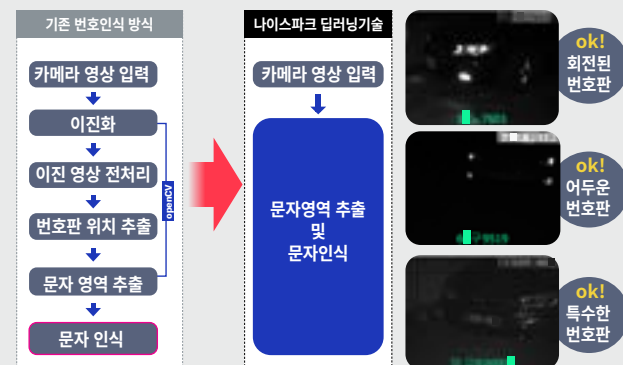 기존 번호인식 방식
카메라 영상 입력
이진화
이진 영상 전처리
번호판 위치 추출
문자 영역 추출
문자 인식
openCV
나이스파크 딥러닝기술
카메라 영상 입력
문자영역 추출
및
문자인식
ok!
회전된
번호판
ok!
어두운
번호판
ok!
특수한
번호판